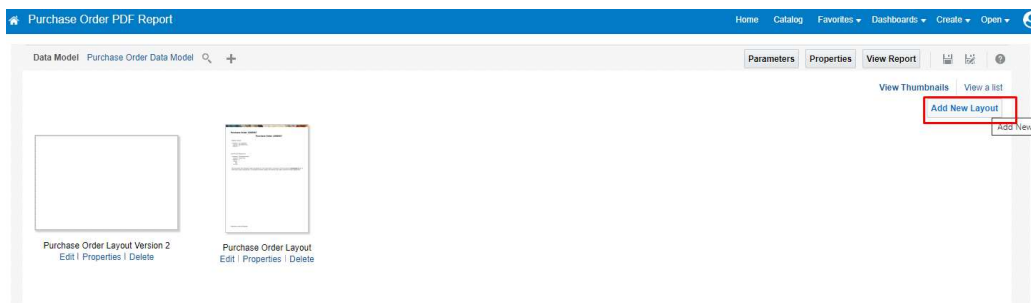 Purchase Order PDF Report
Home Catalog Favorites Dashboards Create Open
Data Model Purchase Order Data Model
Parameters Properties View Report
View Thumbnails View a list
Add New Layout
Add New
Purchase Order Layout Version 2
Edit | Properties | Delete
Purchase Order Layout
Edit | Properties | Delete